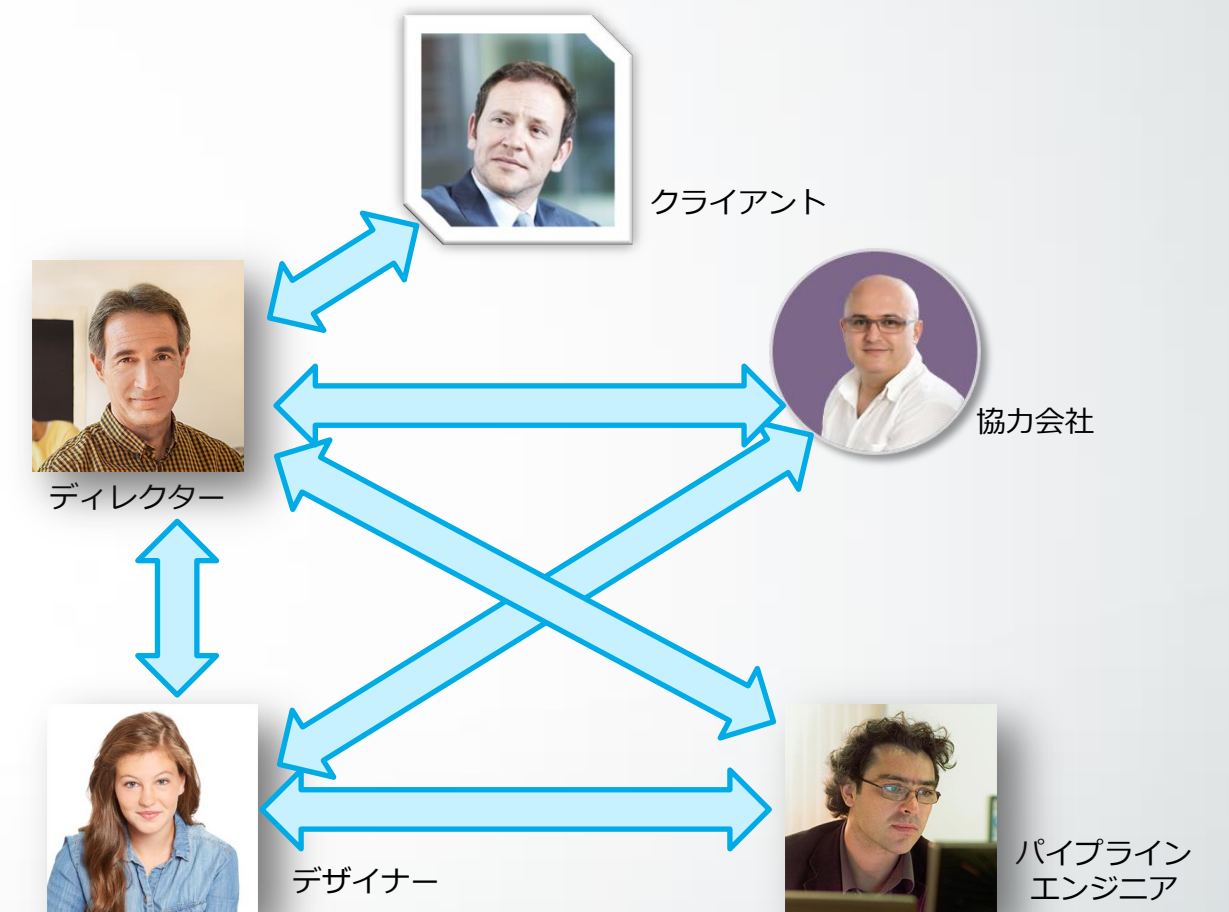 クライアント
協力会社
ディレクター
デザイナー
パイプライン
エンジニア